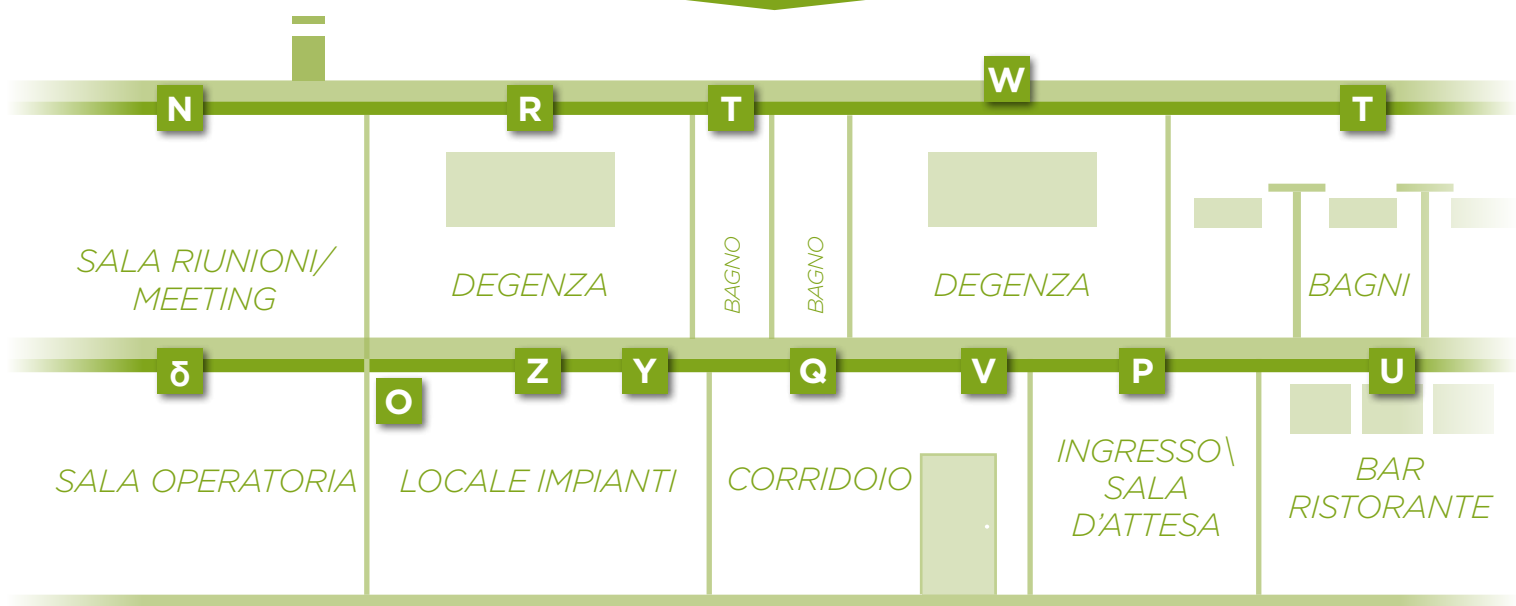 N R T W T
SALA RIUNIONI/
MEETING
DEGENZA
BAGNO
BAGNO
DEGENZA
BAGNI
δ O Z Y Q V P U
SALA OPERATORIA
LOCALE IMPIANTI
CORRIDOIO
INGRESSO\
SALA
D'ATTESA
BAR
RISTORANTE